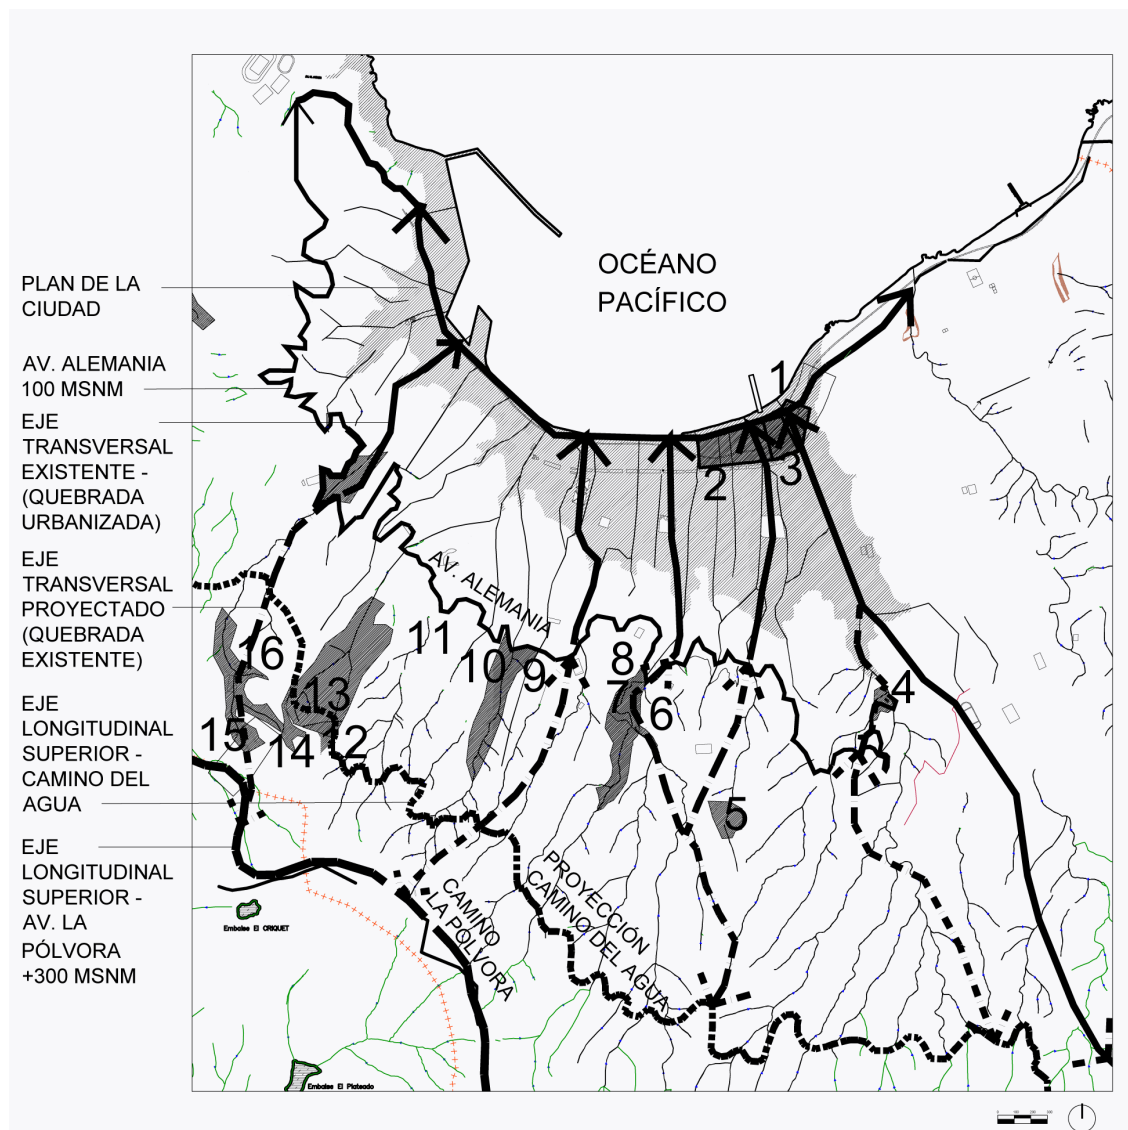 OCÉANO
PACÍFICO
PLAN DE LA
CIUDAD
AV. ALEMANIA
100 MSNM
EJE
TRANSVERSAL
EXISTENTE -
(QUEBRADA
URBANIZADA)
EJE
TRANSVERSAL
PROYECTADO
(QUEBRADA
EXISTENTE)
EJE
LONGITUDINAL
SUPERIOR -
CAMINO DEL
AGUA
EJE
LONGITUDINAL
SUPERIOR -
AV. LA
PÓLVORA
+300 MSNM
1
2
3
AV. ALEMANIA
4
5
6
7
8
9
10
11
12
13
14
15
16
PROYECCIÓN
CAMINO DEL AGUA
CAMINO
LA PÓLVORA
Embalse El CRIQUET
Embalse El Plateado